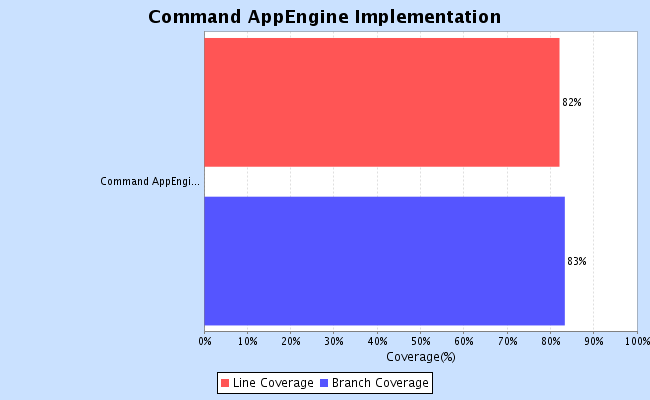 Command AppEngine Implementation
82%
Command AppEngi...
83%
0% 10% 20% 30% 40% 50% 60% 70% 80% 90% 100%
Coverage(%)
Line Coverage Branch Coverage